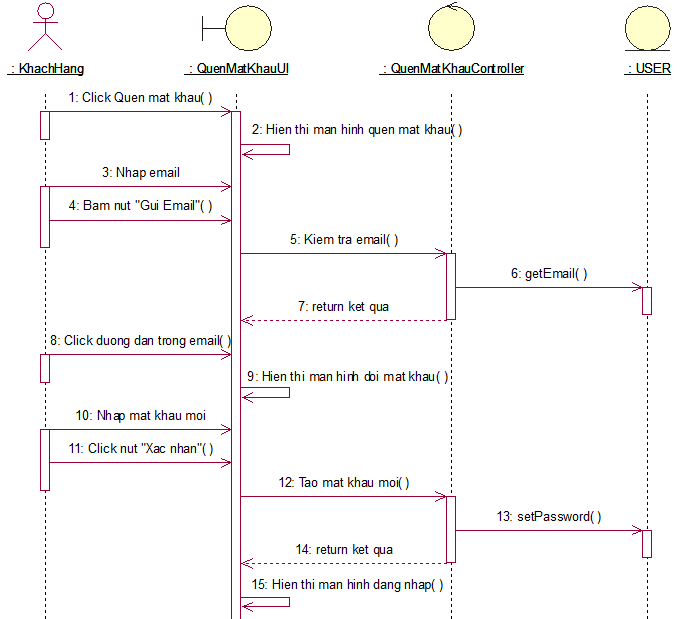 : KhachHang
: QuenMatKhauUI
: QuenMatKhauController
: USER
1: Click Quen mat khau( )
2: Hien thi man hinh quen mat khau( )
3: Nhap email
4: Bam nut "Gui Email"( )
5: Kiem tra email( )
6: getEmail( )
7: return ket qua
8: Click duong dan trong email( )
9: Hien thi man hinh doi mat khau( )
10: Nhap mat khau moi
11: Click nut "Xac nhan"( )
12: Tao mat khau moi( )
13: setPassword( )
14: return ket qua
15: Hien thi man hinh dang nhap( )